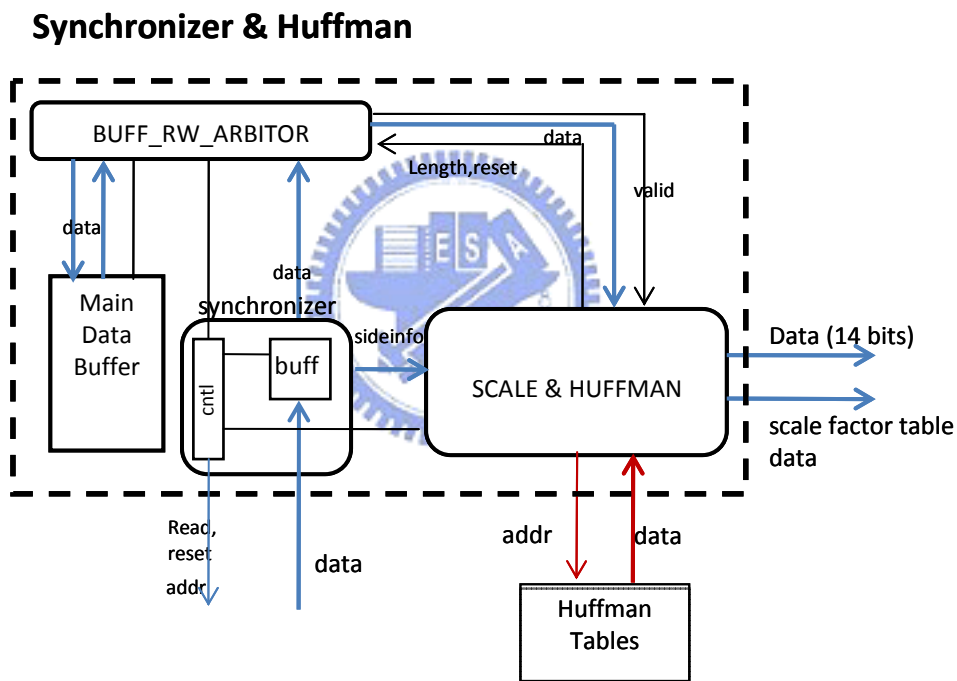 Synchronizer & Huffman
BUFF_RW_ARBITOR
data
Length,reset
valid
data
data
synchronizer
Main
Data
Buffer
cntl
buff
sideinfo
SCALE & HUFFMAN
Data (14 bits)
scale factor table
data
Read,
reset
addr
data
addr
data
Huffman
Tables
E S A